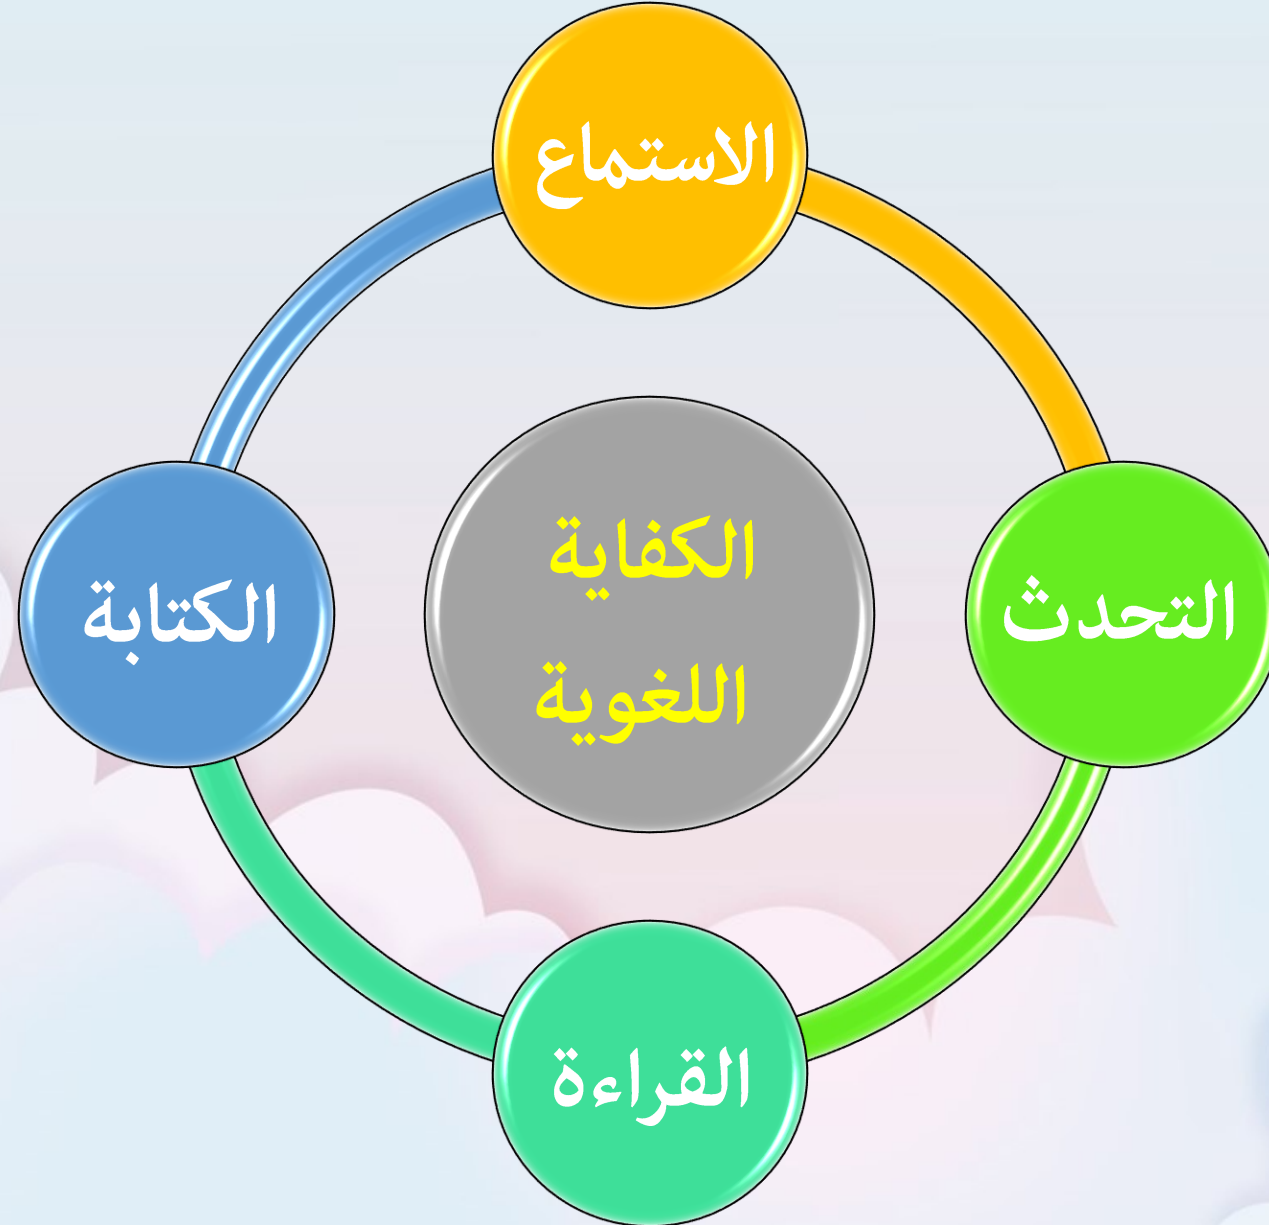 الاستماع
الكفاية
اللغوية
التحدث
الكتابة
القراءة